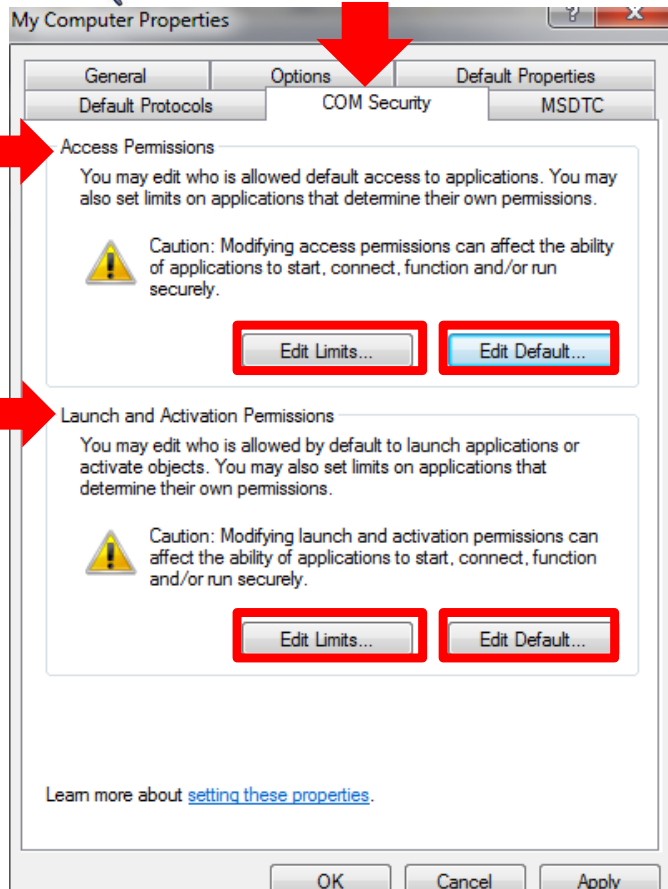 My Computer Properties
General Options Default Properties
Default Protocols COM Security MSDTC
Access Permissions
You may edit who is allowed default access to applications. You may
also set limits on applications that determine their own permissions.
Caution: Modifying access permissions can affect the ability
of applications to start, connect, function and/or run
securely.
Edit Limits... Edit Default...
Launch and Activation Permissions
You may edit who is allowed by default to launch applications or
activate objects. You may also set limits on applications that
determine their own permissions.
Caution: Modifying launch and activation permissions can
affect the ability of applications to start, connect, function
and/or run securely.
Edit Limits... Edit Default...
Learn more about setting these properties.
OK Cancel Apply